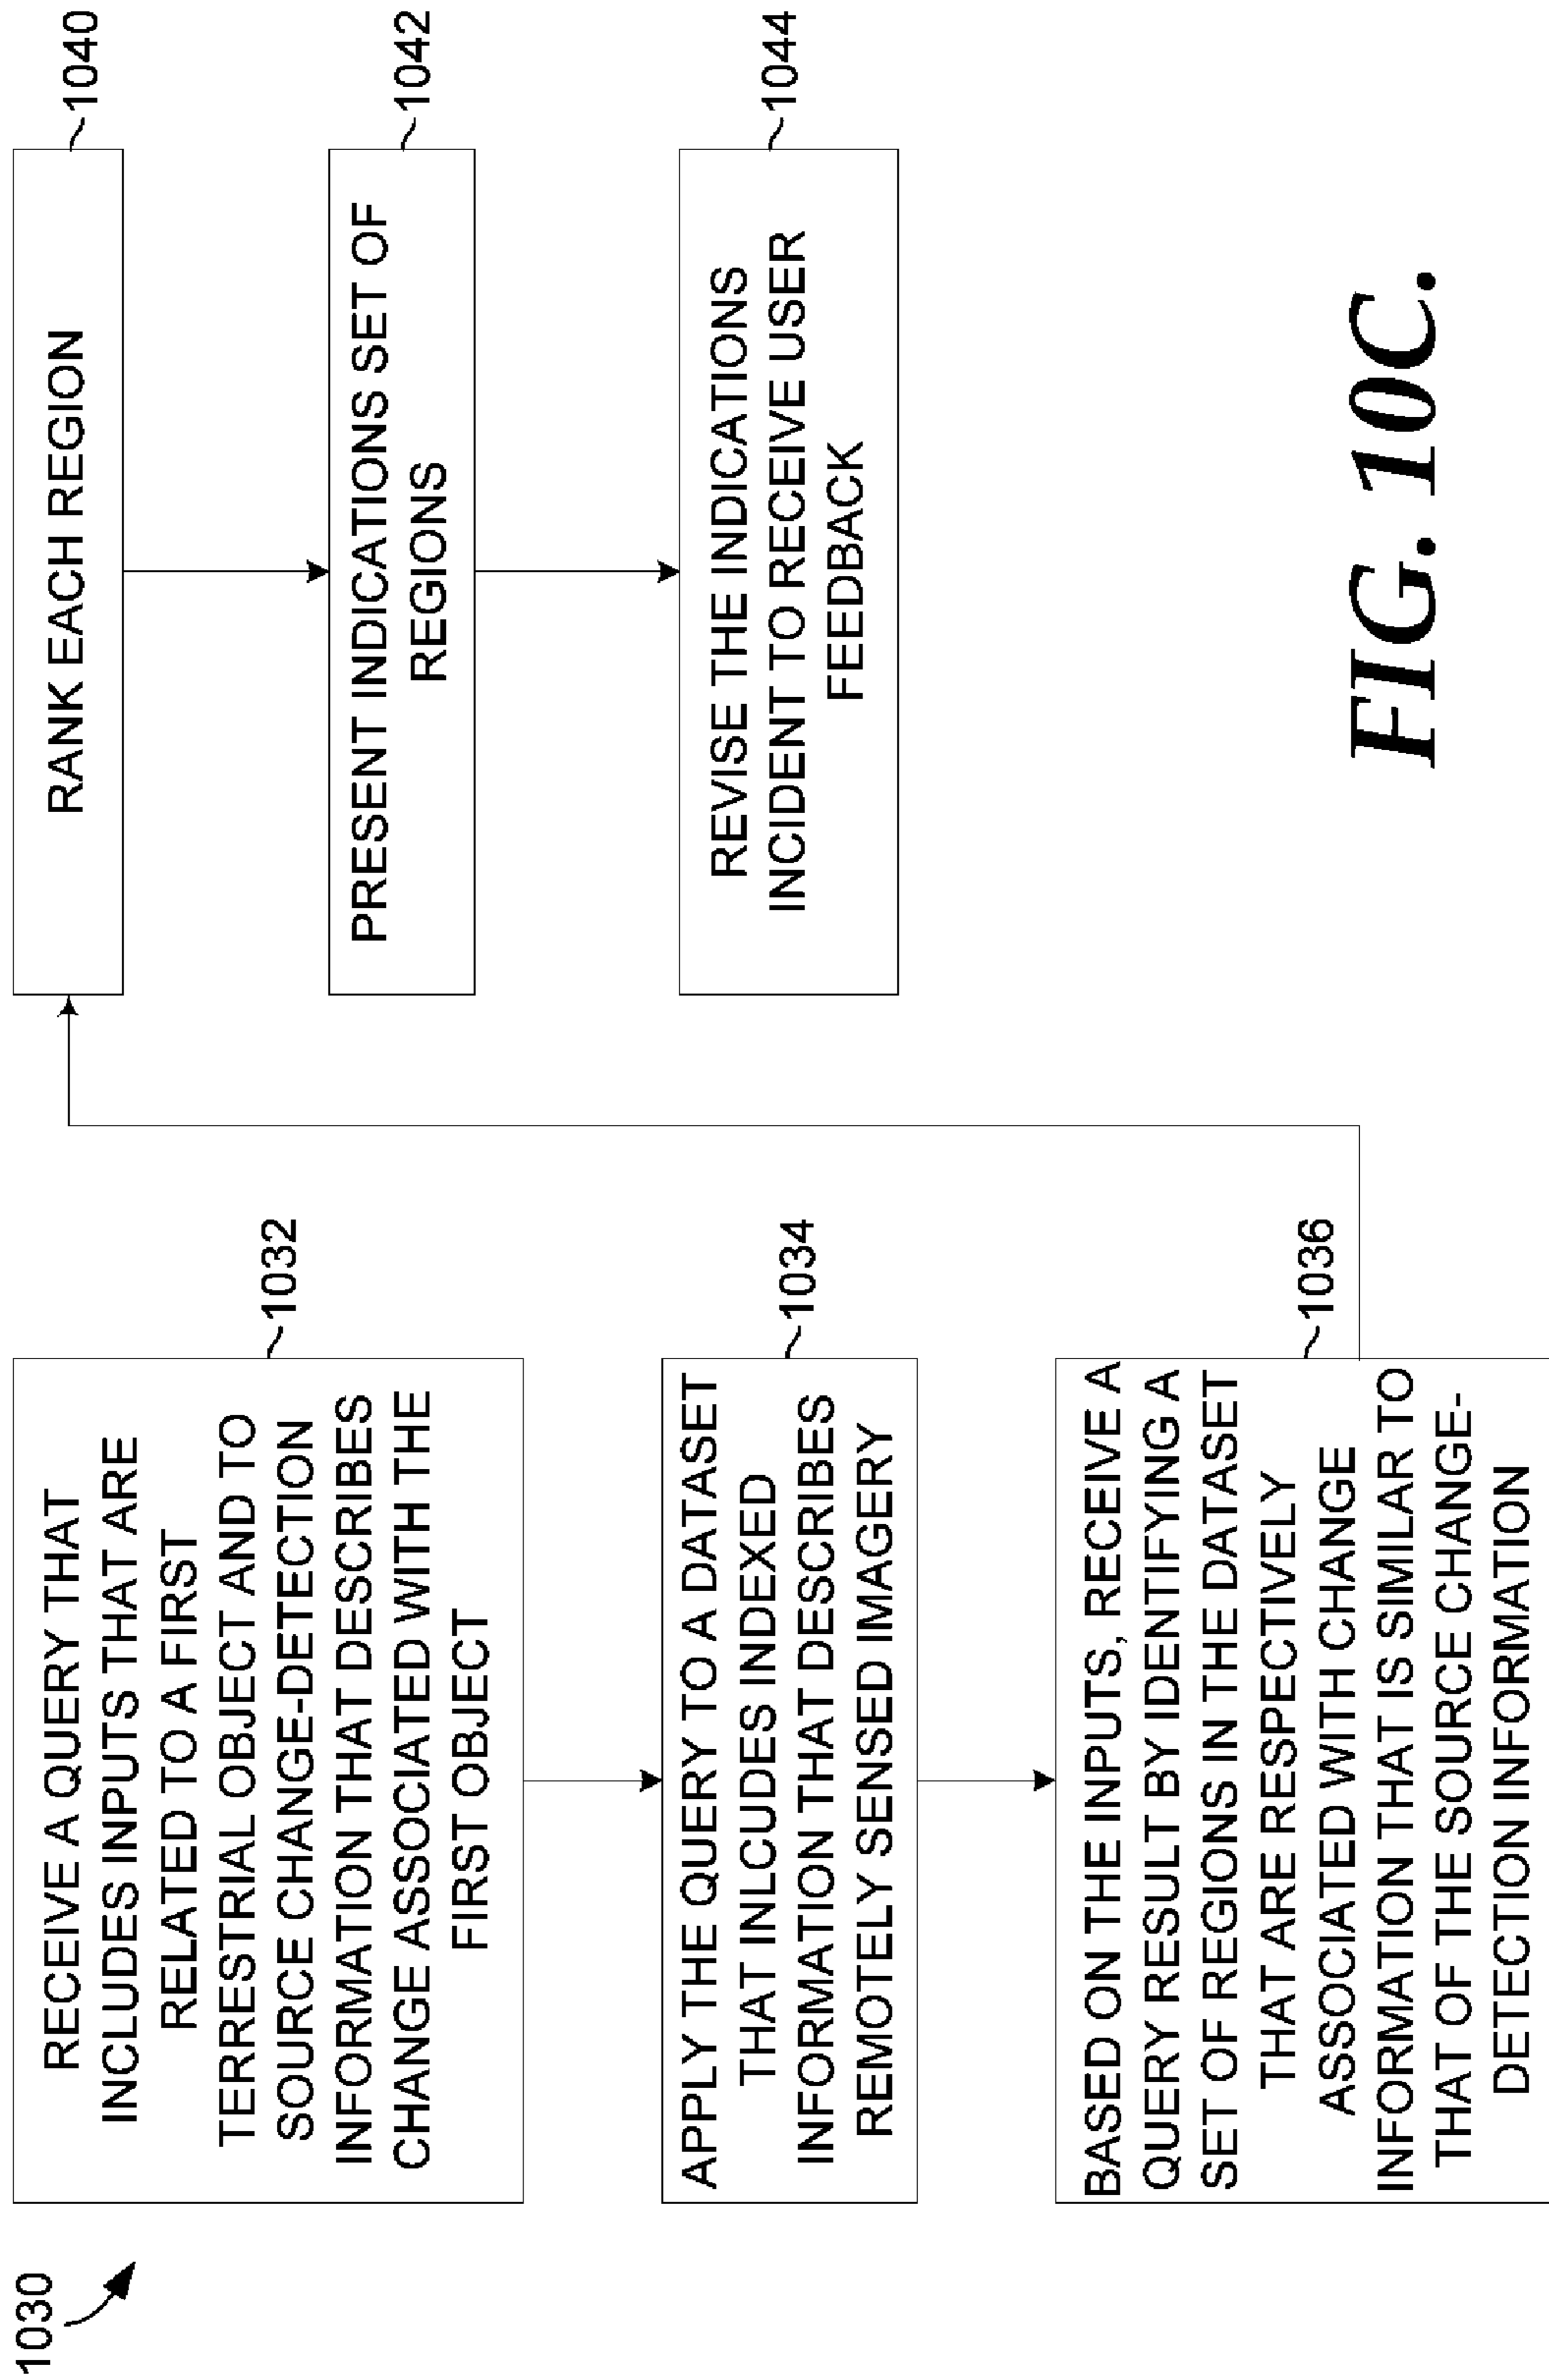 1030
RECEIVE A QUERY THAT
INCLUDES INPUTS THAT ARE
RELATED TO A FIRST
TERRESTRIAL OBJECT AND TO
SOURCE CHANGE-DETECTION
INFORMATION THAT DESCRIBES
CHANGE ASSOCIATED WITH THE
FIRST OBJECT
1032
APPLY THE QUERY TO A DATASET
THAT INLCUDES INDEXED
INFORMATION THAT DESCRIBES
REMOTELY SENSED IMAGERY
1034
BASED ON THE INPUTS, RECEIVE A
QUERY RESULT BY IDENTIFYING A
SET OF REGIONS IN THE DATASET
THAT ARE RESPECTIVELY
ASSOCIATED WITH CHANGE
INFORMATION THAT IS SIMILAR TO
THAT OF THE SOURCE CHANGE-
DETECTION INFORMATION
1036
RANK EACH REGION
1040
PRESENT INDICATIONS SET OF
REGIONS
1042
REVISE THE INDICATIONS
INCIDENT TO RECEIVE USER
FEEDBACK
1044
FIG. 10C.